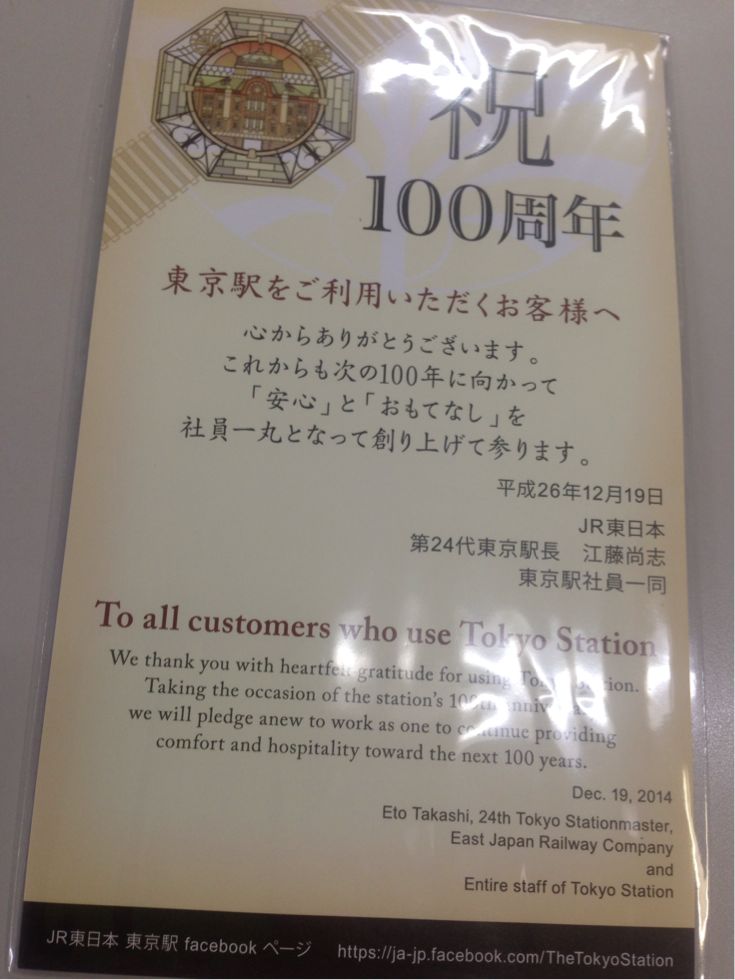 祝
100周年
東京駅をご利用いただくお客様へ
心からありがとうございます。
これからも次の100年に向かって
「安心」と「おもてなし」を
社員一丸となって創り上げて参ります。
平成26年12月19日
JR東日本
第24代東京駅長 江藤尚志
東京駅社員一同
To all customers who use Tokyo Station
We thank you with heartfelt gratitude for using Tokyo Station.
Taking the occasion of the station's 100th anniversary,
we will pledge anew to work as one to continue providing
comfort and hospitality toward the next 100 years.
Dec. 19, 2014
Eto Takashi, 24th Tokyo Stationmaster,
East Japan Railway Company
and
Entire staff of Tokyo Station
JR東日本 東京駅 facebook ページ https://ja-jp.facebook.com/TheTokyoStation